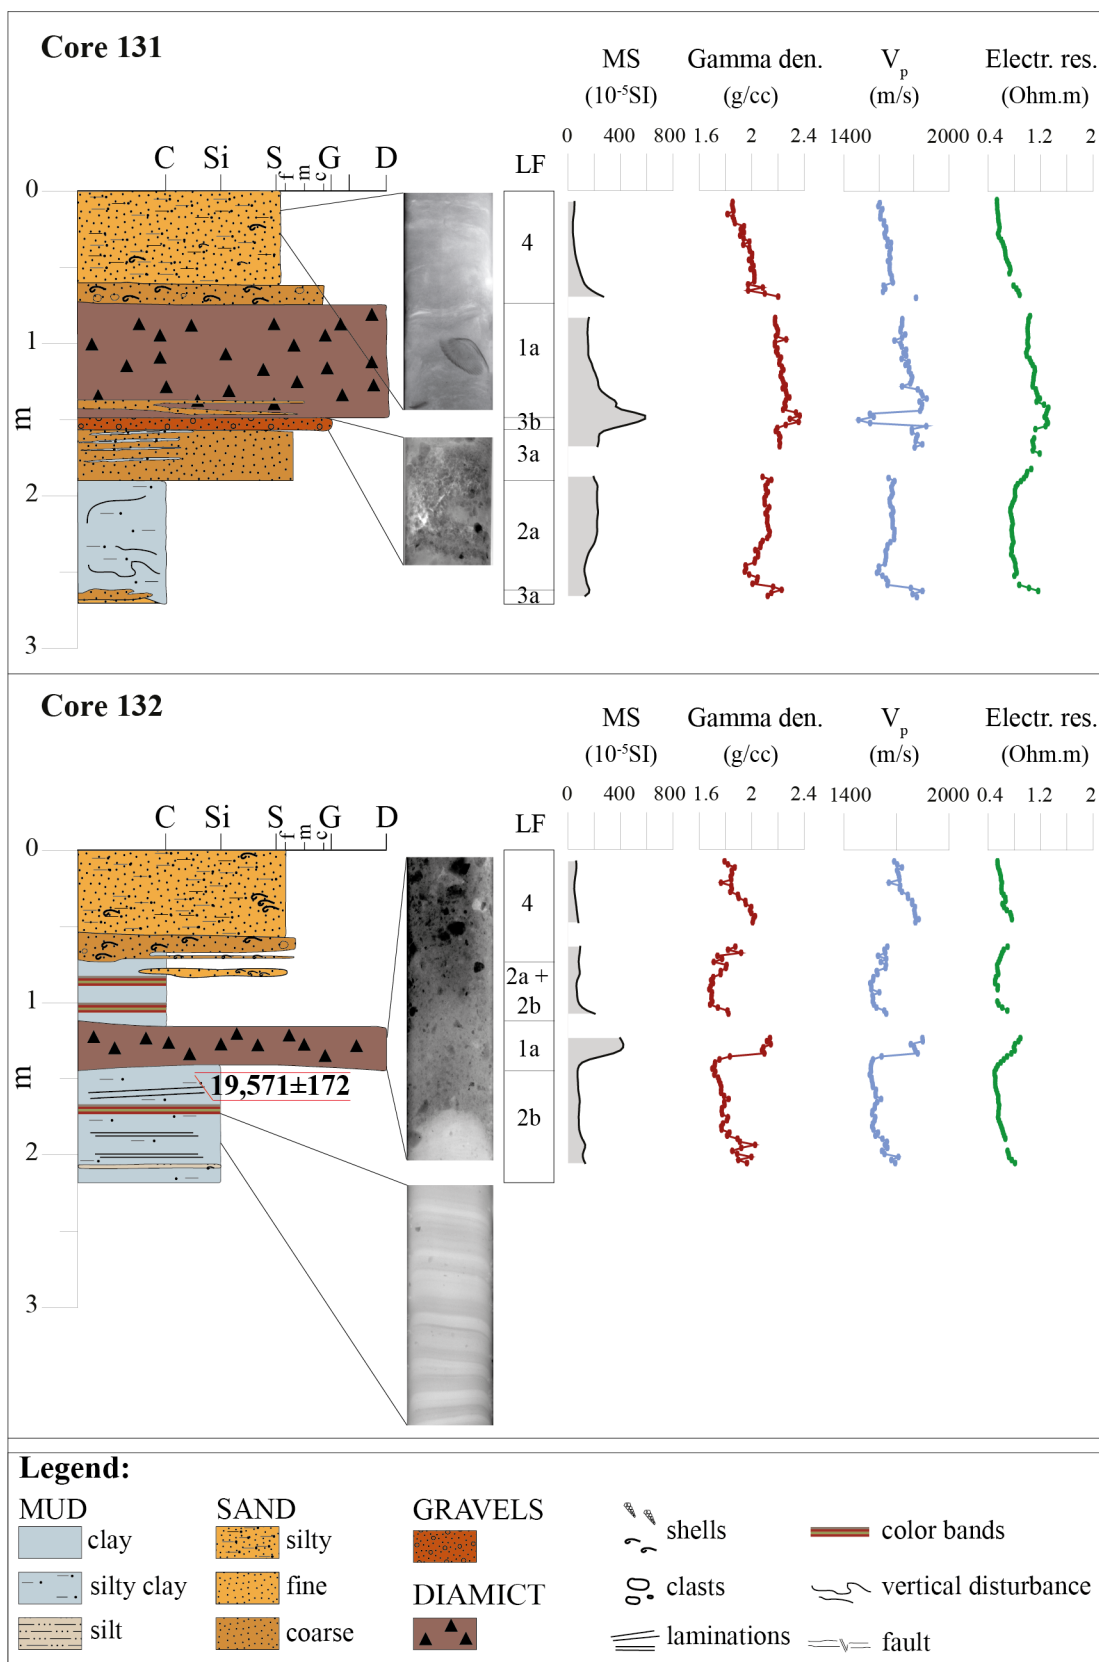 Core 131
MS Gamma den. Vp Electr. res.
(10-5SI) (g/cc) (m/s) (Ohm.m)
0 400 800 1.6 2 2.4 1400 2000 0.4 1.2 2
C Si S f m c G D
LF
0
4
1
1a
m
3b
3a
2
2a
3a
3
Core 132
MS Gamma den. Vp Electr. res.
(10-5SI) (g/cc) (m/s) (Ohm.m)
0 400 800 1.6 2 2.4 1400 2000 0.4 1.2 2
C Si S f m c G D
LF
0
4
2a +
1
2b
1a
m
19,571±172
2b
2
3
Legend:
MUD SAND GRAVELS
clay silty shells color bands
silty clay fine DIAMICT clasts vertical disturbance
silt coarse laminations fault